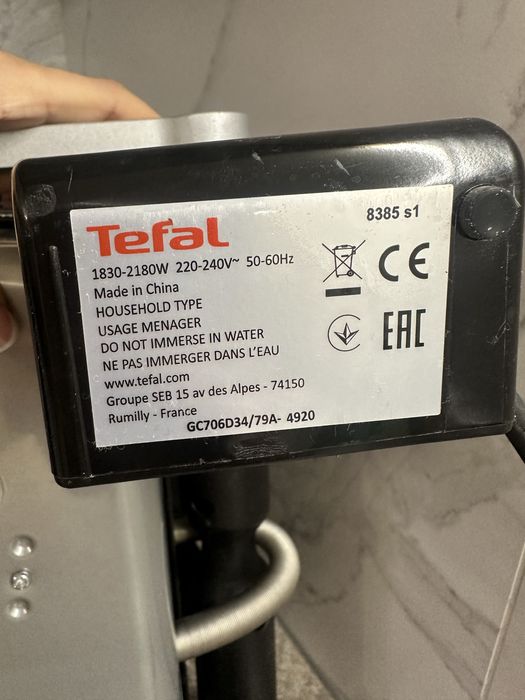 8385 s1
Tefal
1830-2180W 220-240V~ 50-60Hz
Made in China
HOUSEHOLD TYPE
USAGE MENAGER
DO NOT IMMERSE IN WATER
NE PAS IMMERGER DANS L'EAU
www.tefal.com
Groupe SEB 15 av des Alpes - 74150
Rumilly - France
GC706D34/79A- 4920
CE
EAC